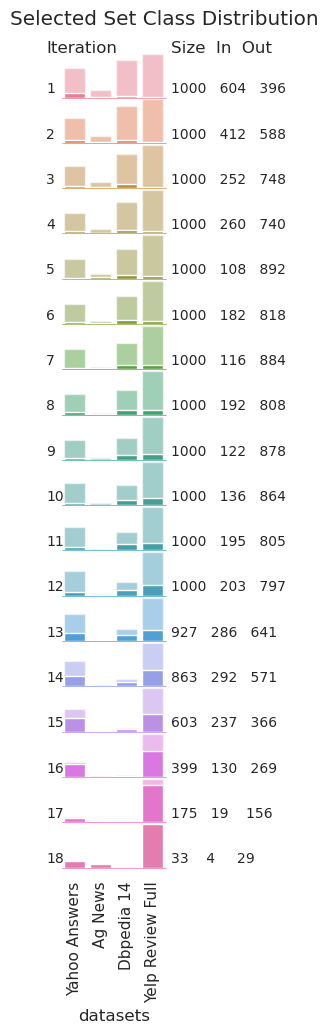 Selected Set Class Distribution
Iteration Size In Out
1 1000 604 396
2 1000 412 588
3 1000 252 748
4 1000 260 740
5 1000 108 892
6 1000 182 818
7 1000 116 884
8 1000 192 808
9 1000 122 878
10 1000 136 864
11 1000 195 805
12 1000 203 797
13 927 286 641
14 863 292 571
15 603 237 366
16 399 130 269
17 175 19 156
18 33 4 29
Yahoo Answers
Ag News
Dbpedia 14
Yelp Review Full
datasets